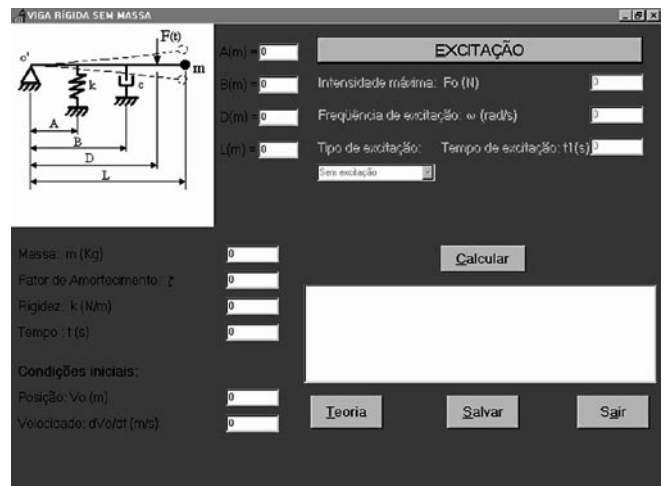 VIGA RÍGIDA SEM MASSA
F(t)
o'
m
k
c
A
B
D
L
A(m) = 0
B(m) = 0
D(m) = 0
L(m) = 0
EXCITAÇÃO
Intensidade máxima: Fo (N) 0
Freqüência de excitação: ω (rad/s) 0
Tipo de excitação: Tempo de excitação: t1(s) 0
Sem excitação
Massa: m (Kg) 0
Fator de Amortecimento: ζ 0
Rigidez: k (N/m) 0
Tempo : t (s) 0
Condições iniciais:
Posição: Vo (m) 0
Velocidade: dVo/dt (m/s) 0
Calcular
Teoria
Salvar
Sair